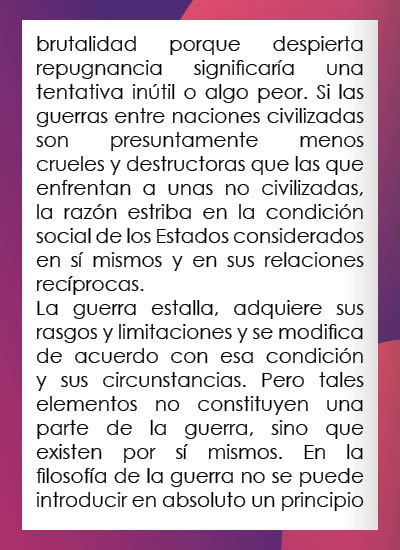 brutalidad porque despierta
repugnancia significaría una
tentativa inútil o algo peor. Si las
guerras entre naciones civilizadas
son presuntamente menos
crueles y destructoras que las que
enfrentan a unas no civilizadas,
la razón estriba en la condición
social de los Estados considerados
en sí mismos y en sus relaciones
recíprocas.
La guerra estalla, adquiere sus
rasgos y limitaciones y se modifica
de acuerdo con esa condición
y sus circunstancias. Pero tales
elementos no constituyen una
parte de la guerra, sino que
existen por sí mismos. En la
filosofía de la guerra no se puede
introducir en absoluto un principio